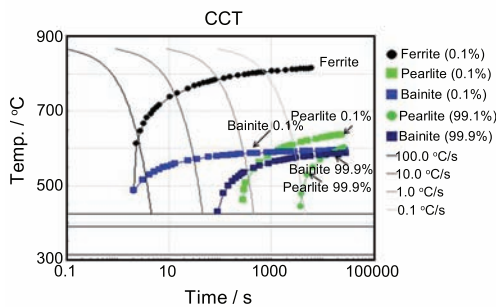 CCT
900
700
500
300
Temp. / °C
0.1
10
1000
100000
Time / s
Ferrite
Bainite 0.1%
Pearlite 0.1%
Bainite 99.9%
Pearlite 99.9%
Ferrite (0.1%)
Pearlite (0.1%)
Bainite (0.1%)
Pearlite (99.1%)
Bainite (99.9%)
100.0 °C/s
10.0 °C/s
1.0 °C/s
0.1 °C/s